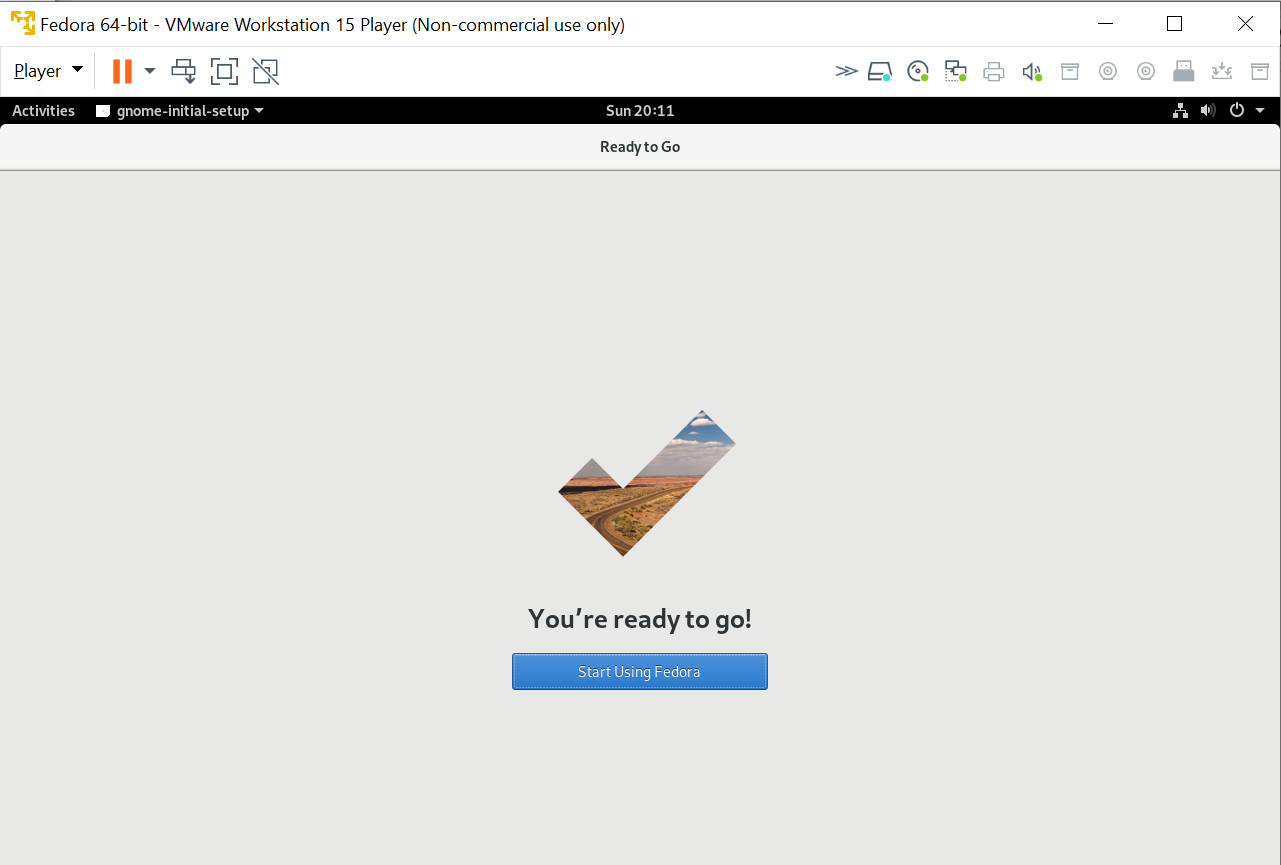 Fedora 64-bit - VMware Workstation 15 Player (Non-commercial use only)
Player
Activities gnome-initial-setup Sun 20:11
Ready to Go
You're ready to go!
Start Using Fedora